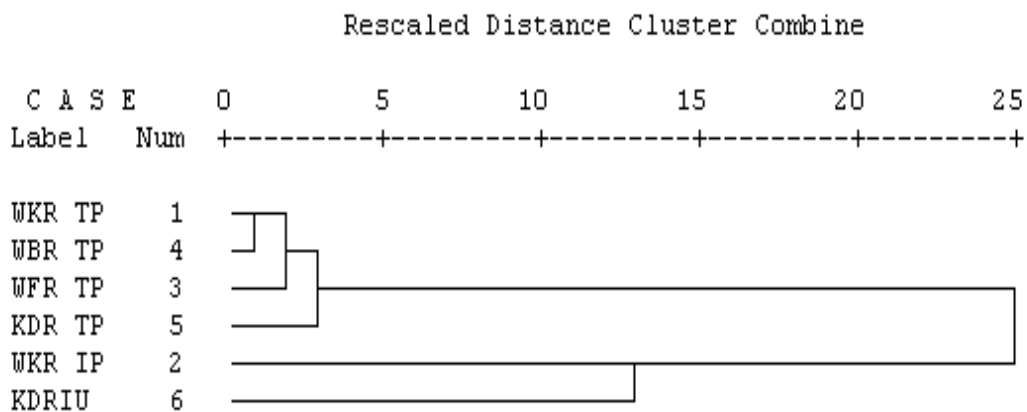 Rescaled Distance Cluster Combine
C A S E 0 5 10 15 20 25
Label Num +---------+---------+---------+---------+---------+
WKR TP 1
WBR TP 4
WFR TP 3
KDR TP 5
WKR IP 2
KDRIU 6